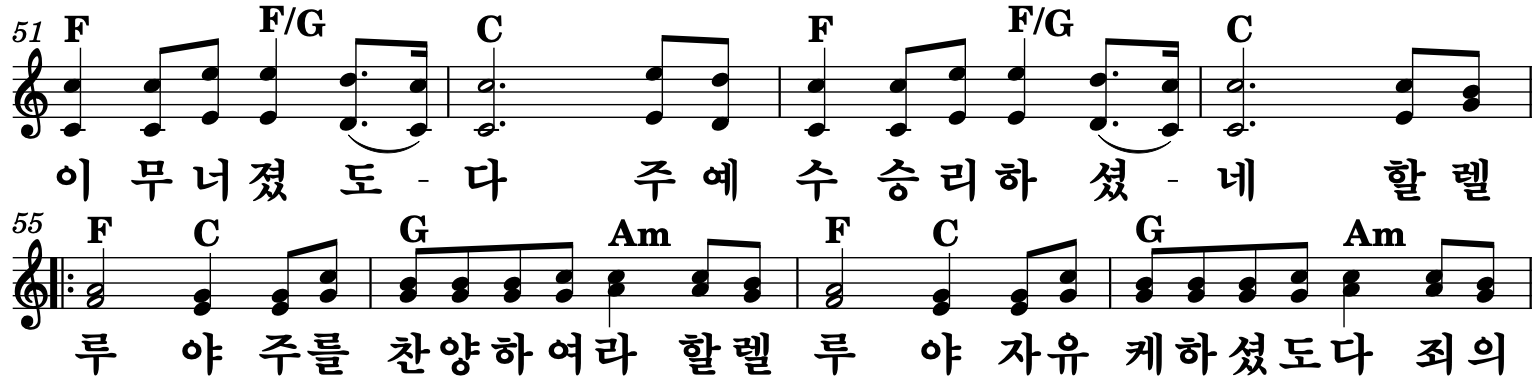 51 F F/G C F F/G C
이 무 너 졌 도 - 다 주 예 수 승 리 하 셨 - 네 할 렐
55 F C G Am F C G Am
루 야 주 를 찬 양 하 여 라 할 렐 루 야 자 유 케 하 셨 도 다 죄 의